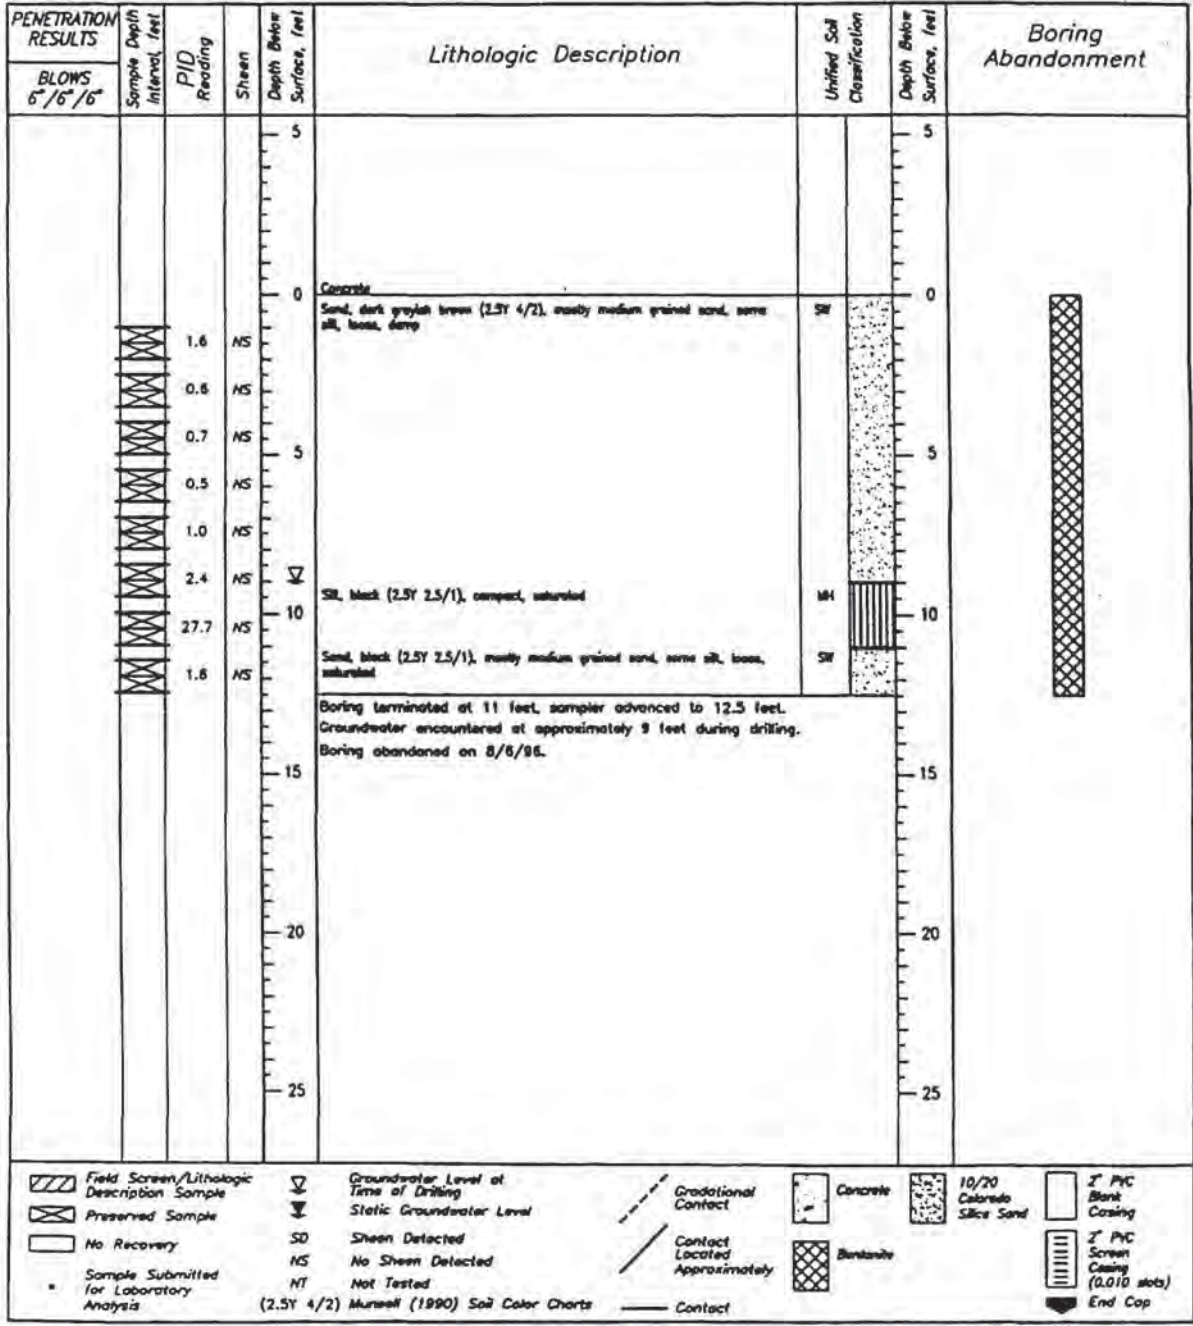 PENETRATION RESULTS
BLOWS
6"/6"/6"
Sample Depth Interval, feet
PID Reading
Sheen
Depth Below Surface, feet
Lithologic Description
Unified Soil Classification
Depth Below Surface, feet
Boring Abandonment
5
5
Concrete
0
0
Sand, dark grayish brown (2.5Y 4/2), mostly medium grained sand, some
silt, loose, damp
SW
1.6 NS
0.6 NS
0.7 NS
5
5
0.5 NS
1.0 NS
2.4 NS
Silt, black (2.5Y 2.5/1), compact, saturated
MH
10
10
27.7 NS
Sand, black (2.5Y 2.5/1), mostly medium grained sand, some silt, loose,
saturated
SW
1.6 NS
Boring terminated at 11 feet, sampler advanced to 12.5 feet.
Groundwater encountered at approximately 9 feet during drilling.
Boring abandoned on 8/6/96.
15
15
20
20
25
25
Field Screen/Lithologic
Description Sample
Preserved Sample
No Recovery
Sample Submitted
for Laboratory
Analysis
Groundwater Level at
Time of Drilling
Static Groundwater Level
SD Sheen Detected
NS No Sheen Detected
NT Not Tested
(2.5Y 4/2) Munsell (1990) Soil Color Charts
Gradational
Contact
Contact
Located
Approximately
Contact
Concrete
Bentonite
10/20
Colorado
Silica Sand
2" PVC
Blank
Casing
2" PVC
Screen
Casing
(0.010 slots)
End Cap